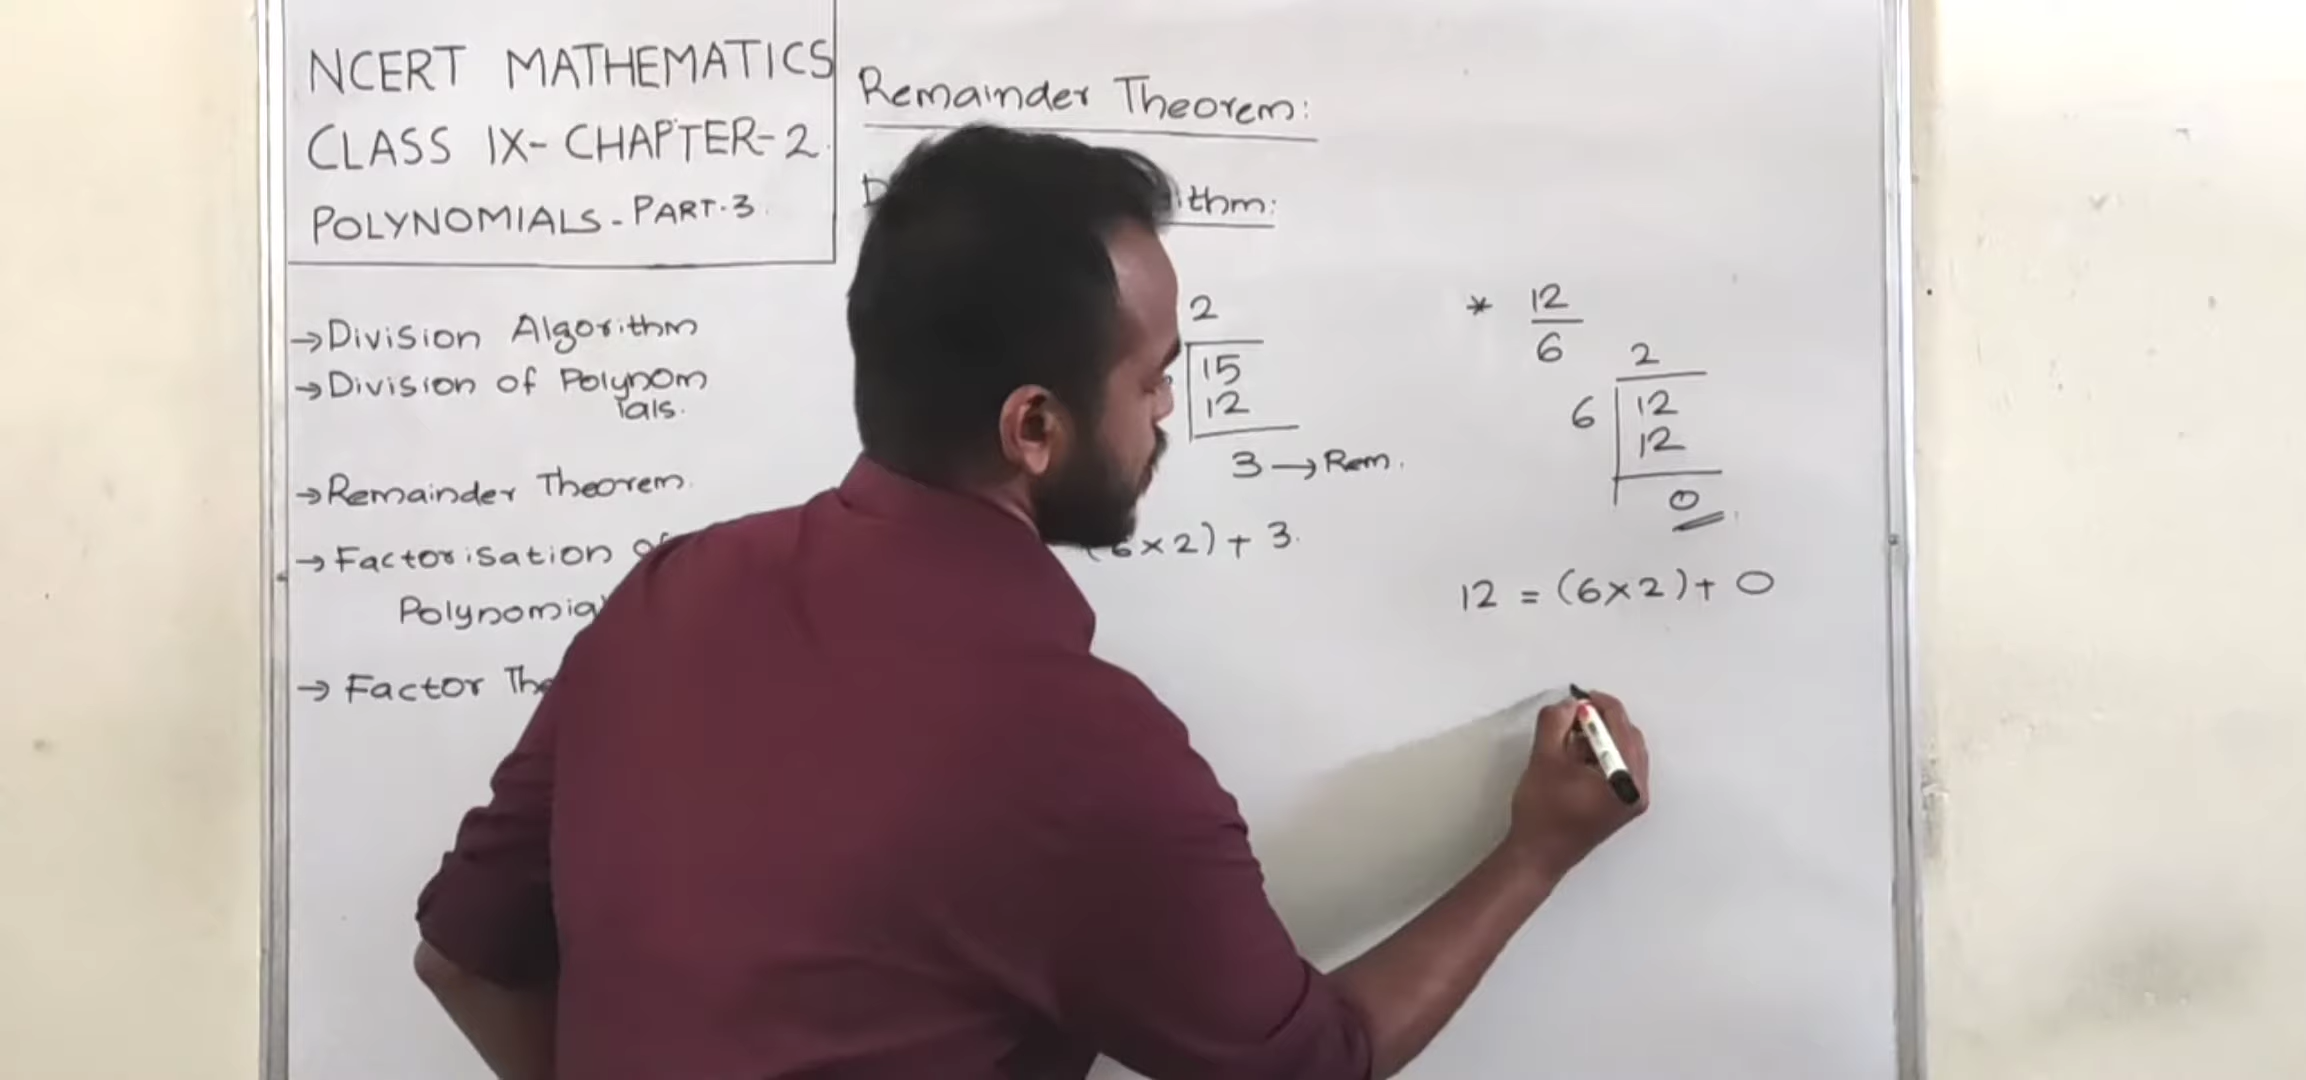 NCERT MATHEMATICS
CLASS IX- CHAPTER-2.
POLYNOMIALS - PART-3.
→Division Algorithm
→Division of Polynom
ials.
→Remainder Theorem.
→ Factorisation
→ Factor
Remainder Theorem:
2
15
12
3 → Rem.
6×2) + 3.
* 12
6
2
6 12
12
0
12 = (6×2) + 0